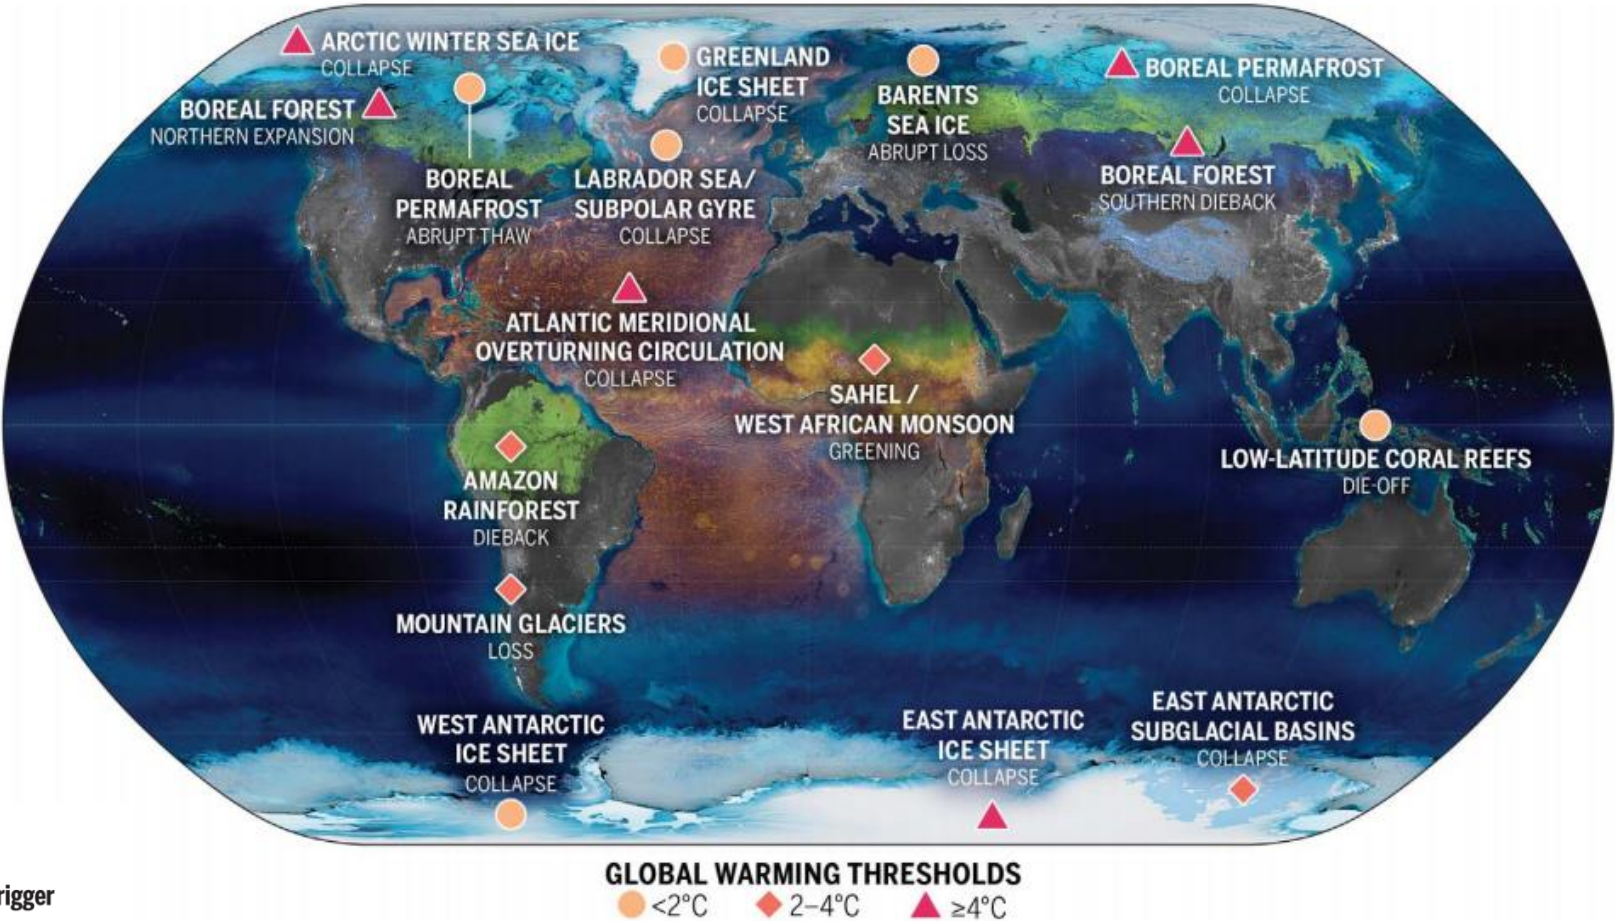 ARCTIC WINTER SEA ICE
COLLAPSE
BOREAL FOREST
NORTHERN EXPANSION
BOREAL
PERMAFROST
ABRUPT THAW
GREENLAND
ICE SHEET
COLLAPSE
LABRADOR SEA/
SUBPOLAR GYRE
COLLAPSE
BARENTS
SEA ICE
ABRUPT LOSS
BOREAL PERMAFROST
COLLAPSE
BOREAL FOREST
SOUTHERN DIEBACK
ATLANTIC MERIDIONAL
OVERTURNING CIRCULATION
COLLAPSE
SAHEL /
WEST AFRICAN MONSOON
GREENING
LOW-LATITUDE CORAL REEFS
DIE-OFF
AMAZON
RAINFOREST
DIEBACK
MOUNTAIN GLACIERS
LOSS
WEST ANTARCTIC
ICE SHEET
COLLAPSE
EAST ANTARCTIC
ICE SHEET
COLLAPSE
EAST ANTARCTIC
SUBGLACIAL BASINS
COLLAPSE
GLOBAL WARMING THRESHOLDS
<2°C 2–4°C ≥4°C
rigger